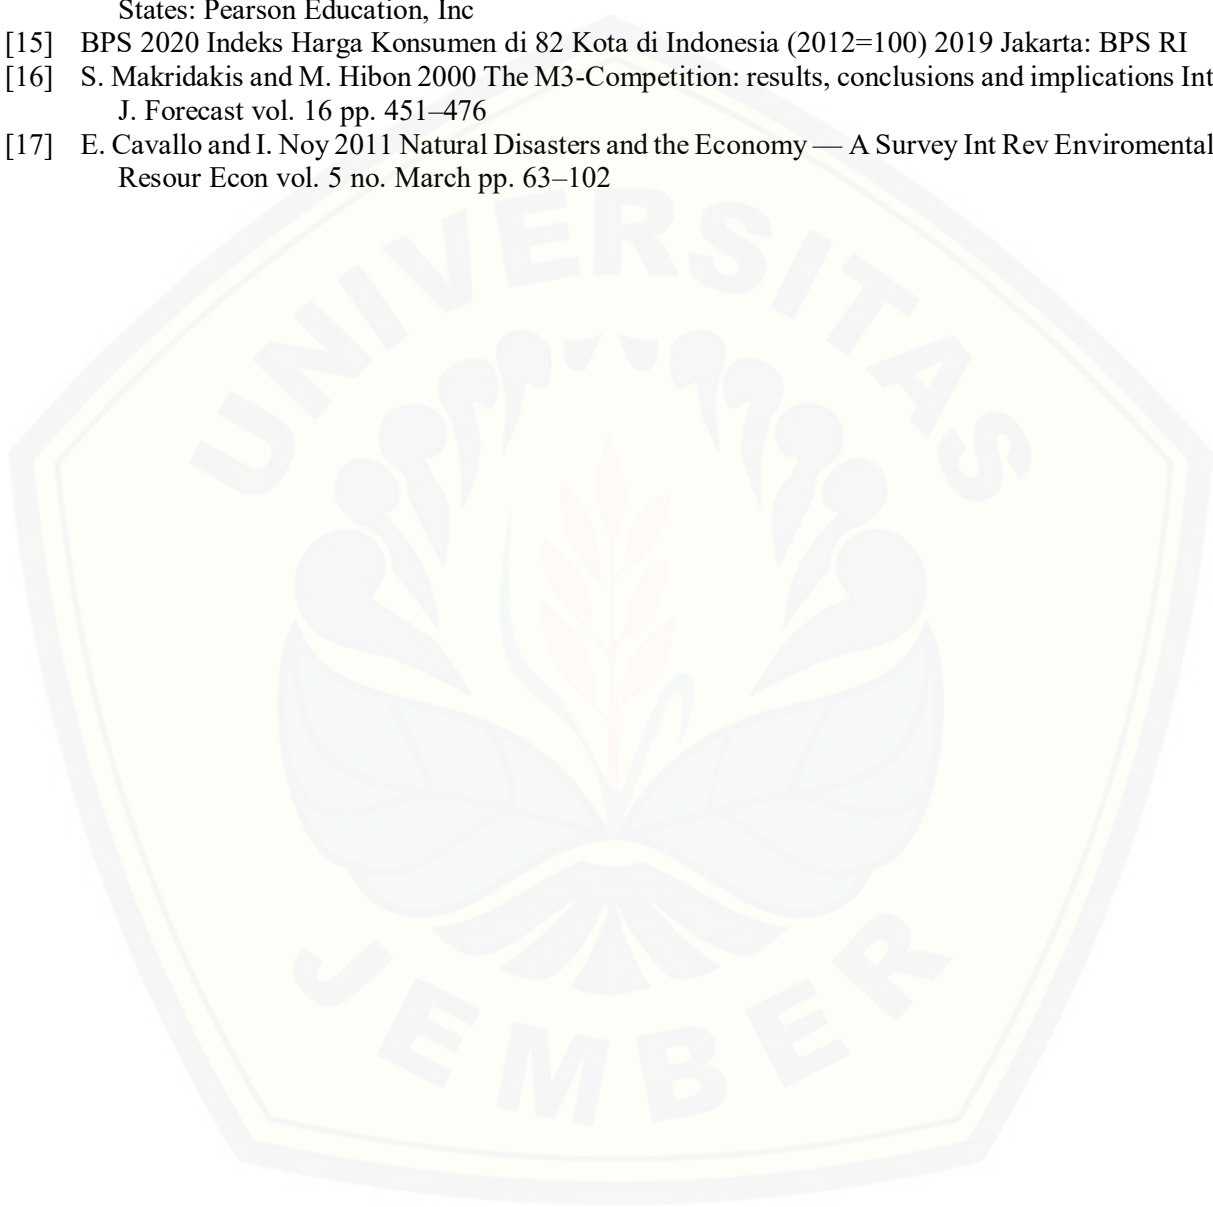 States: Pearson Education, Inc
[15] BPS 2020 Indeks Harga Konsumen di 82 Kota di Indonesia (2012=100) 2019 Jakarta: BPS RI
[16] S. Makridakis and M. Hibon 2000 The M3-Competition: results, conclusions and implications Int
J. Forecast vol. 16 pp. 451–476
[17] E. Cavallo and I. Noy 2011 Natural Disasters and the Economy — A Survey Int Rev Enviromental
Resour Econ vol. 5 no. March pp. 63–102
UNIVERSITAS
JEMBER